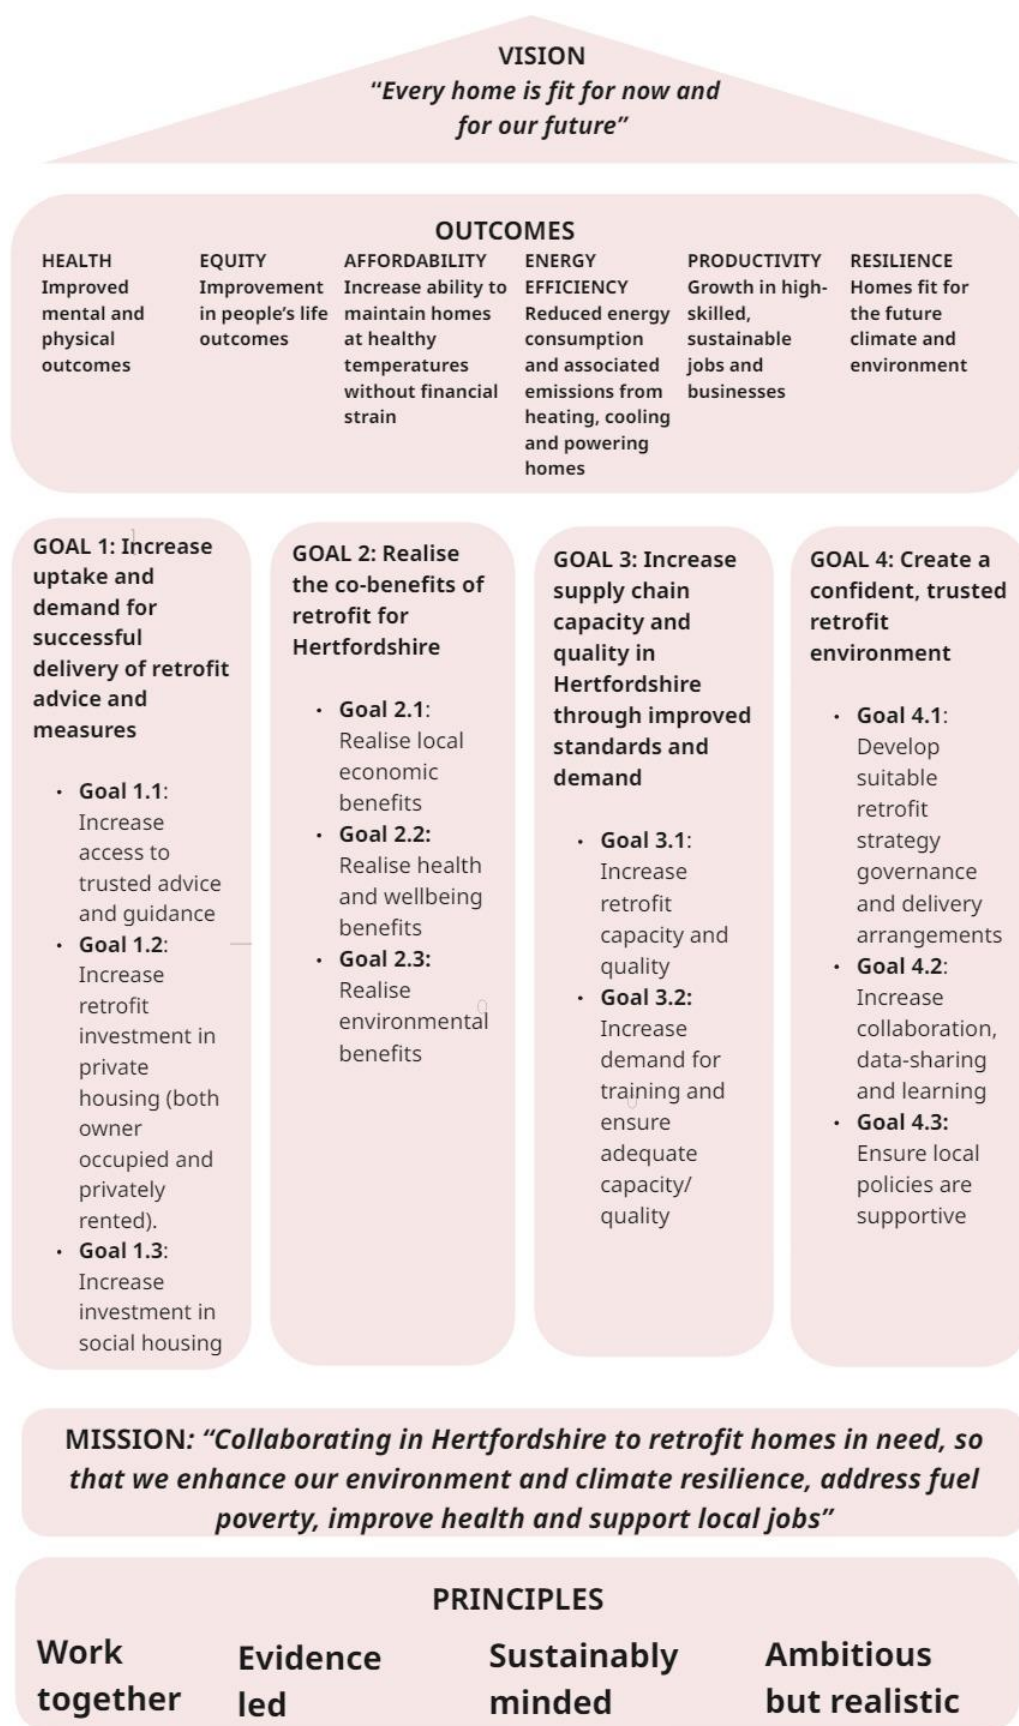 VISION
“Every home is fit for now and
for our future”
OUTCOMES
HEALTH
Improved
mental and
physical
outcomes
EQUITY
Improvement
in people’s life
outcomes
AFFORDABILITY
Increase ability to
maintain homes
at healthy
temperatures
without financial
strain
ENERGY
EFFICIENCY
Reduced energy
consumption
and associated
emissions from
heating, cooling
and powering
homes
PRODUCTIVITY
Growth in high-
skilled,
sustainable
jobs and
businesses
RESILIENCE
Homes fit for
the future
climate and
environment
GOAL 1: Increase
uptake and
demand for
successful
delivery of retrofit
advice and
measures
• Goal 1.1:
Increase
access to
trusted advice
and guidance
• Goal 1.2:
Increase
retrofit
investment in
private
housing (both
owner
occupied and
privately
rented).
• Goal 1.3:
Increase
investment in
social housing
GOAL 2: Realise
the co-benefits of
retrofit for
Hertfordshire
• Goal 2.1:
Realise local
economic
benefits
• Goal 2.2:
Realise health
and wellbeing
benefits
• Goal 2.3:
Realise
environmental
benefits
GOAL 3: Increase
supply chain
capacity and
quality in
Hertfordshire
through improved
standards and
demand
• Goal 3.1:
Increase
retrofit
capacity and
quality
• Goal 3.2:
Increase
demand for
training and
ensure
adequate
capacity/
quality
GOAL 4: Create a
confident, trusted
retrofit
environment
• Goal 4.1:
Develop
suitable
retrofit
strategy
governance
and delivery
arrangements
• Goal 4.2:
Increase
collaboration,
data-sharing
and learning
• Goal 4.3:
Ensure local
policies are
supportive
MISSION: “Collaborating in Hertfordshire to retrofit homes in need, so
that we enhance our environment and climate resilience, address fuel
poverty, improve health and support local jobs”
PRINCIPLES
Work
together
Evidence
led
Sustainably
minded
Ambitious
but realistic